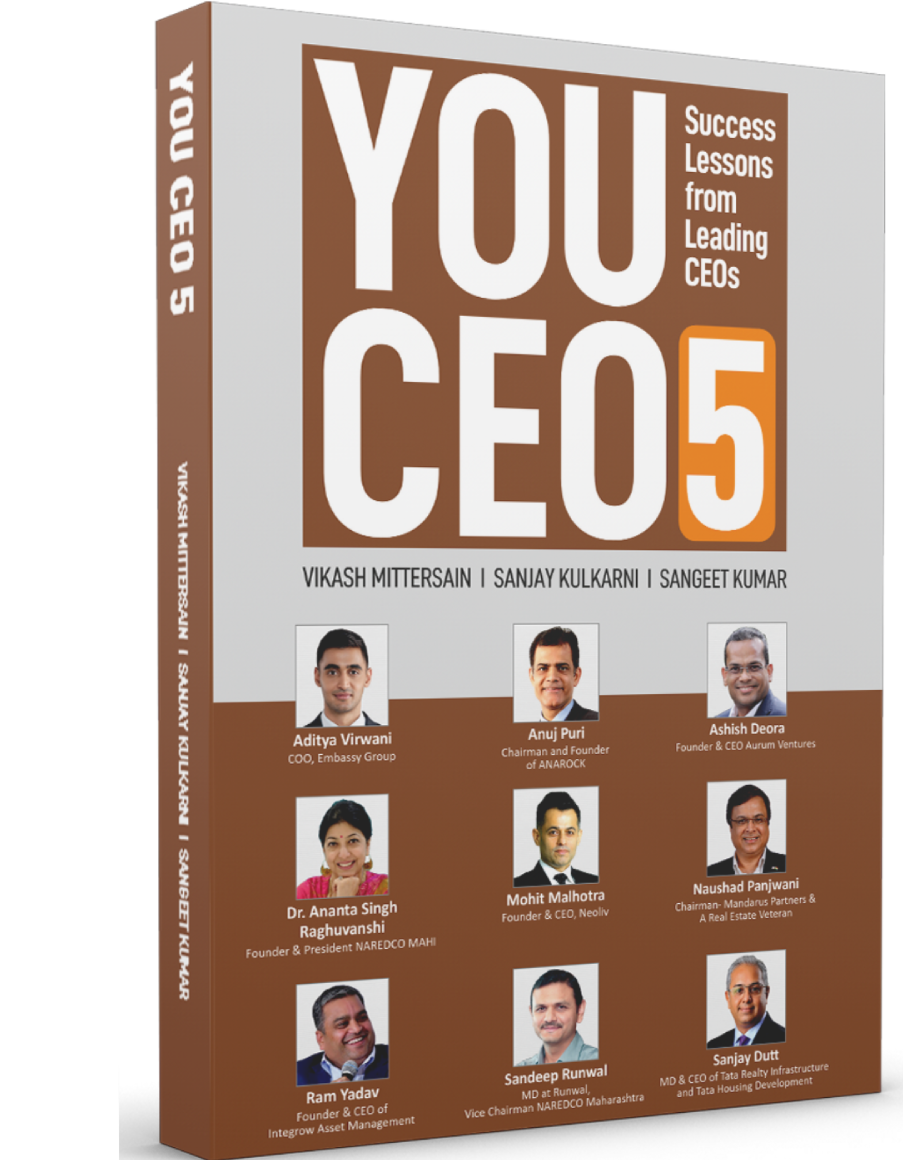 YOU CEO 5
VIKASH MITTERSAIN I SANJAY KULKARNI I SANGEET KUMAR
YOU
CEO5
Success
Lessons
from
Leading
CEOs
VIKASH MITTERSAIN I SANJAY KULKARNI I SANGEET KUMAR
Aditya Virwani
COO, Embassy Group
Anuj Puri
Chairman and Founder
of ANAROCK
Ashish Deora
Founder & CEO Aurum Ventures
Dr. Ananta Singh
Raghuvanshi
Founder & President NAREDCO MAHI
Mohit Malhotra
Founder & CEO, Neoliv
Naushad Panjwani
Chairman- Mandarus Partners &
A Real Estate Veteran
Ram Yadav
Founder & CEO of
Integrow Asset Management
Sandeep Runwal
MD at Runwal,
Vice Chairman NAREDCO Maharashtra
Sanjay Dutt
MD & CEO of Tata Realty Infrastructure
and Tata Housing Development